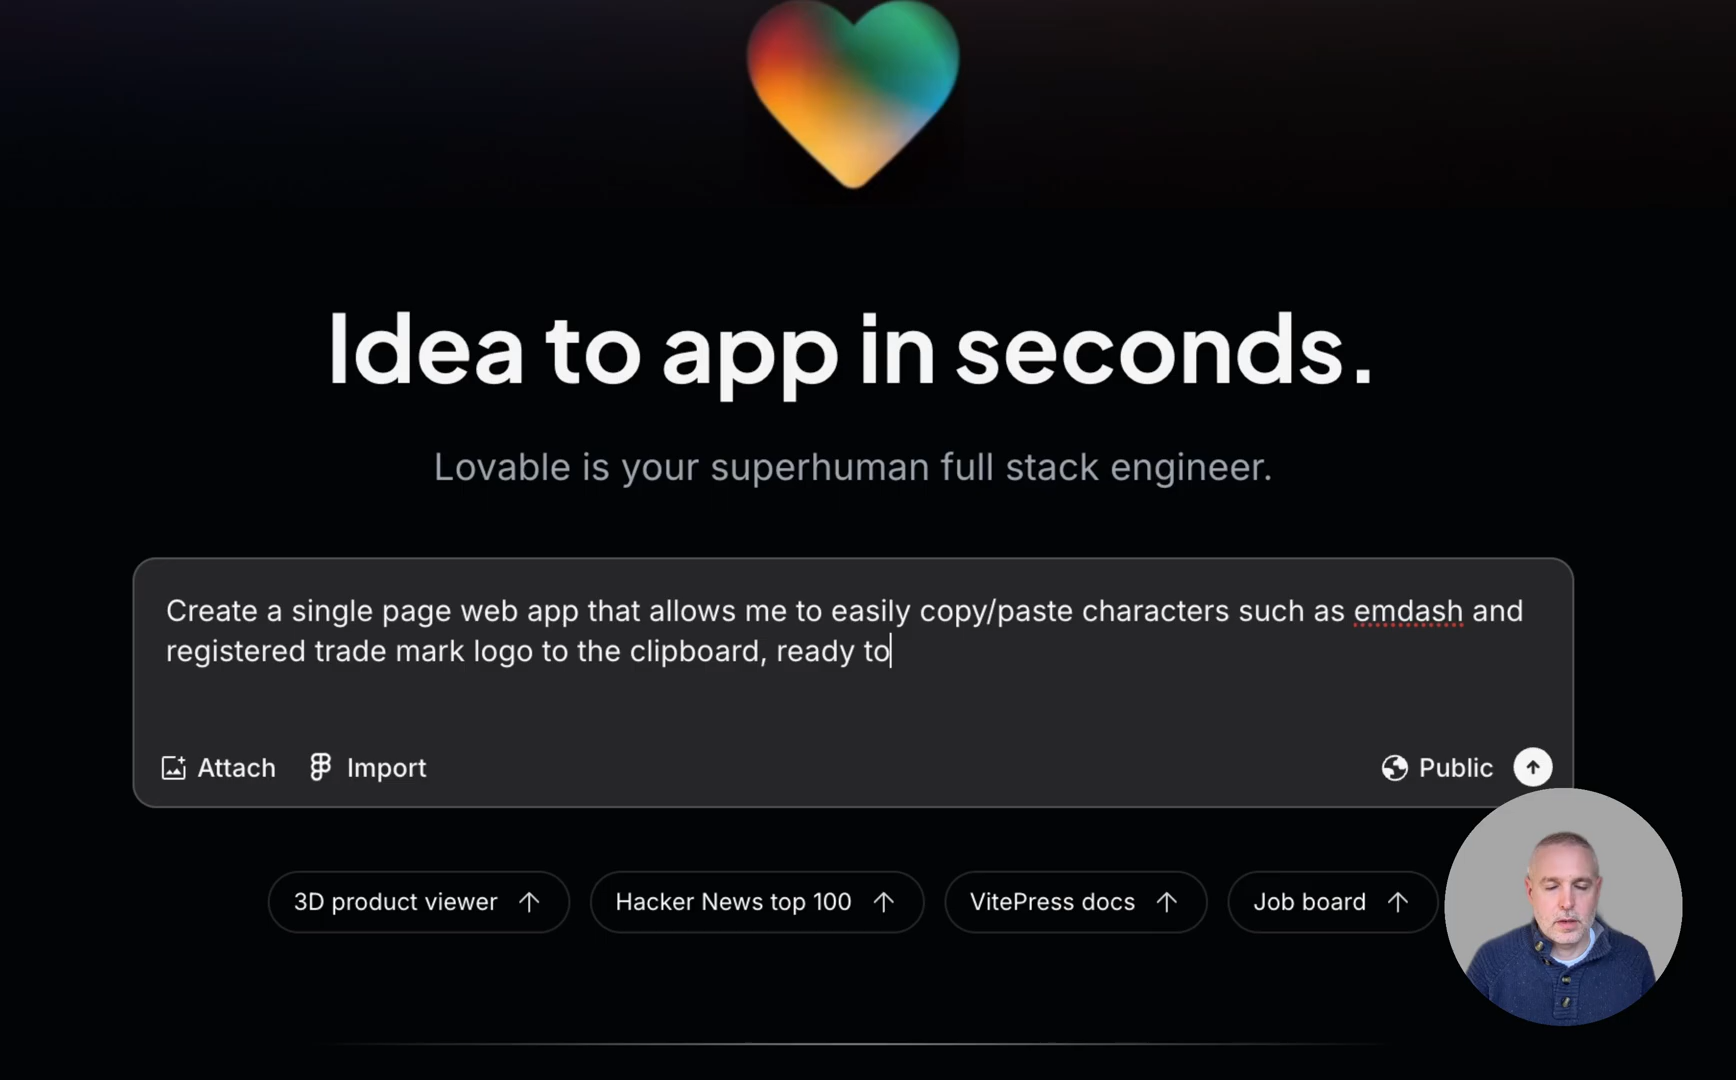 Idea to app in seconds.
Lovable is your superhuman full stack engineer.
Create a single page web app that allows me to easily copy/paste characters such as emdash and
registered trade mark logo to the clipboard, ready to
Attach Import Public
3D product viewer Hacker News top 100 VitePress docs Job board